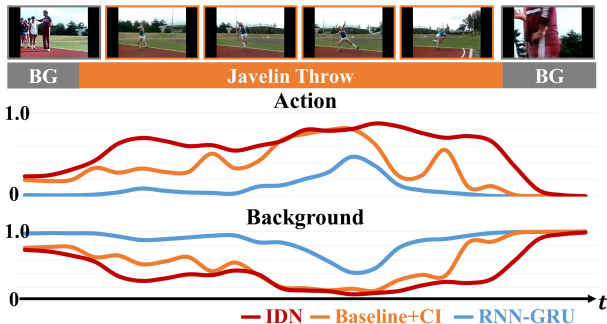 BG Javelin Throw BG
Action
1.0
0
Background
1.0
0
t
IDN Baseline+CI RNN-GRU